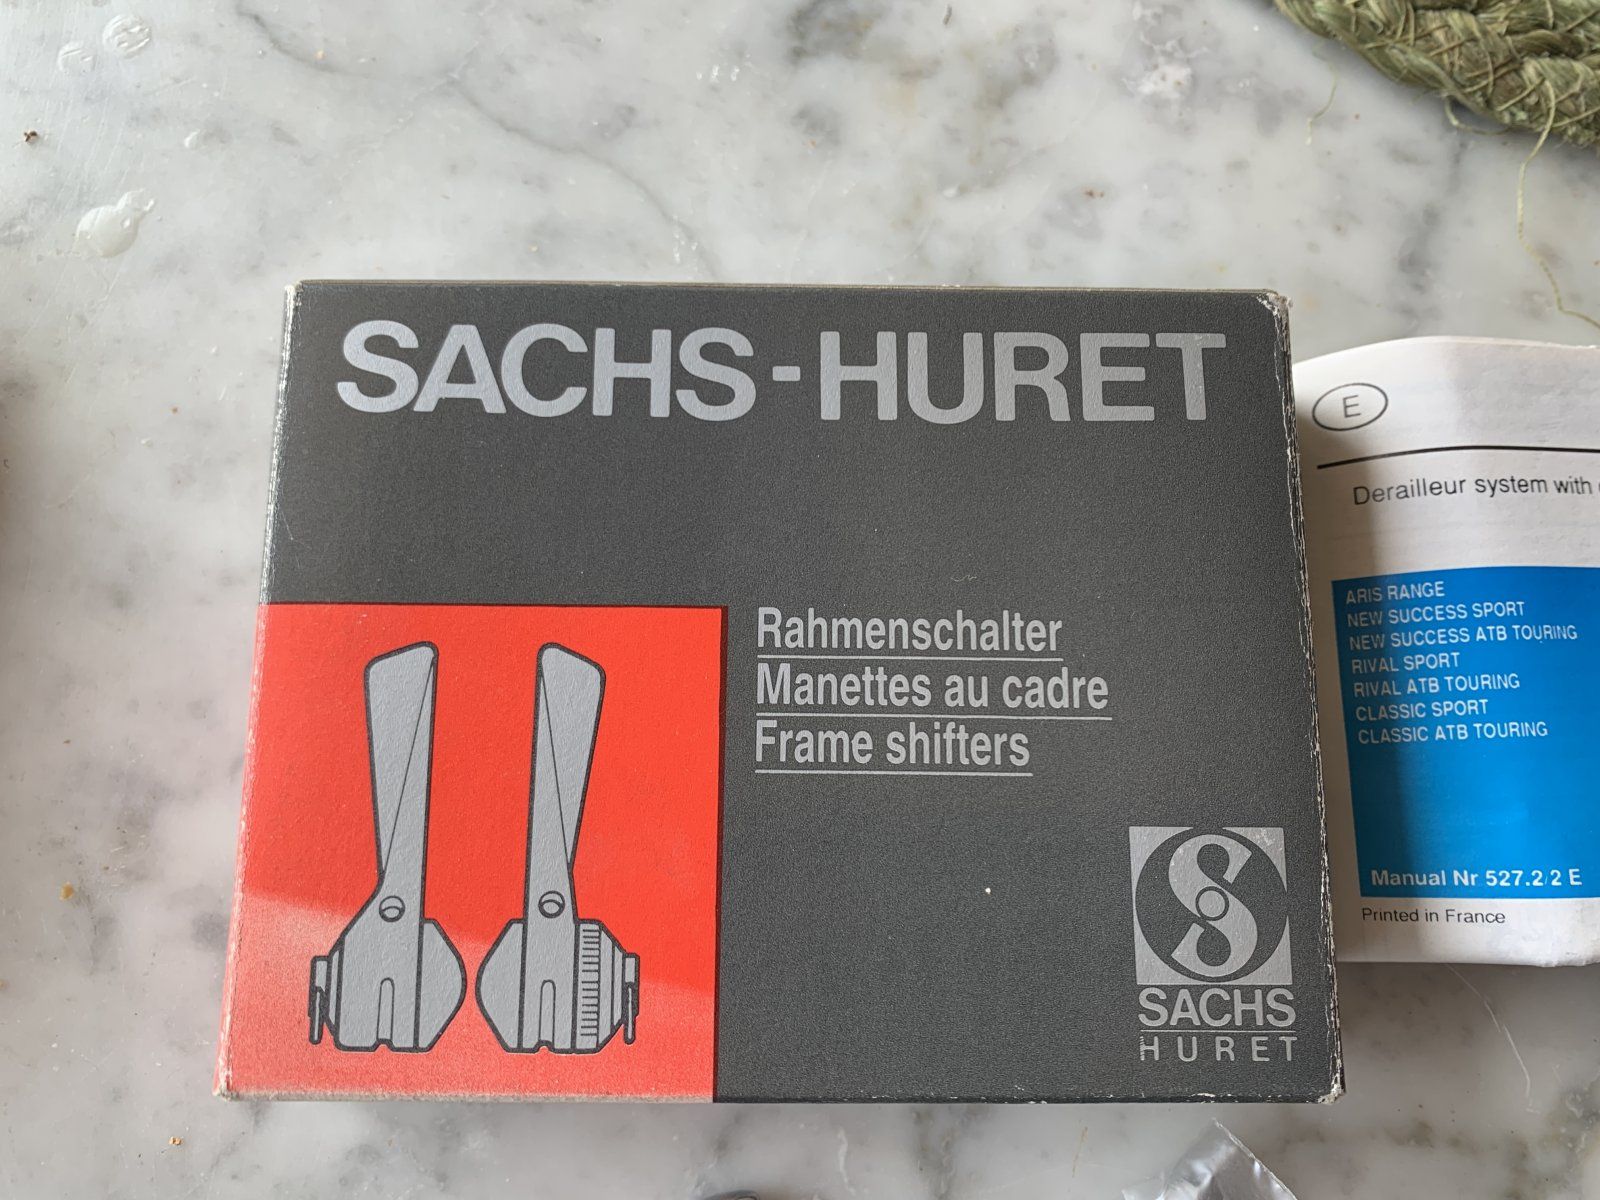 SACHS-HURET
Rahmenschalter
Manettes au cadre
Frame shifters
S
SACHS
HURET
E
Derailleur system with
ARIS RANGE
NEW SUCCESS SPORT
NEW SUCCESS ATB TOURING
RIVAL SPORT
RIVAL ATB TOURING
CLASSIC SPORT
CLASSIC ATB TOURING
Manual Nr 527.2/2 E
Printed in France